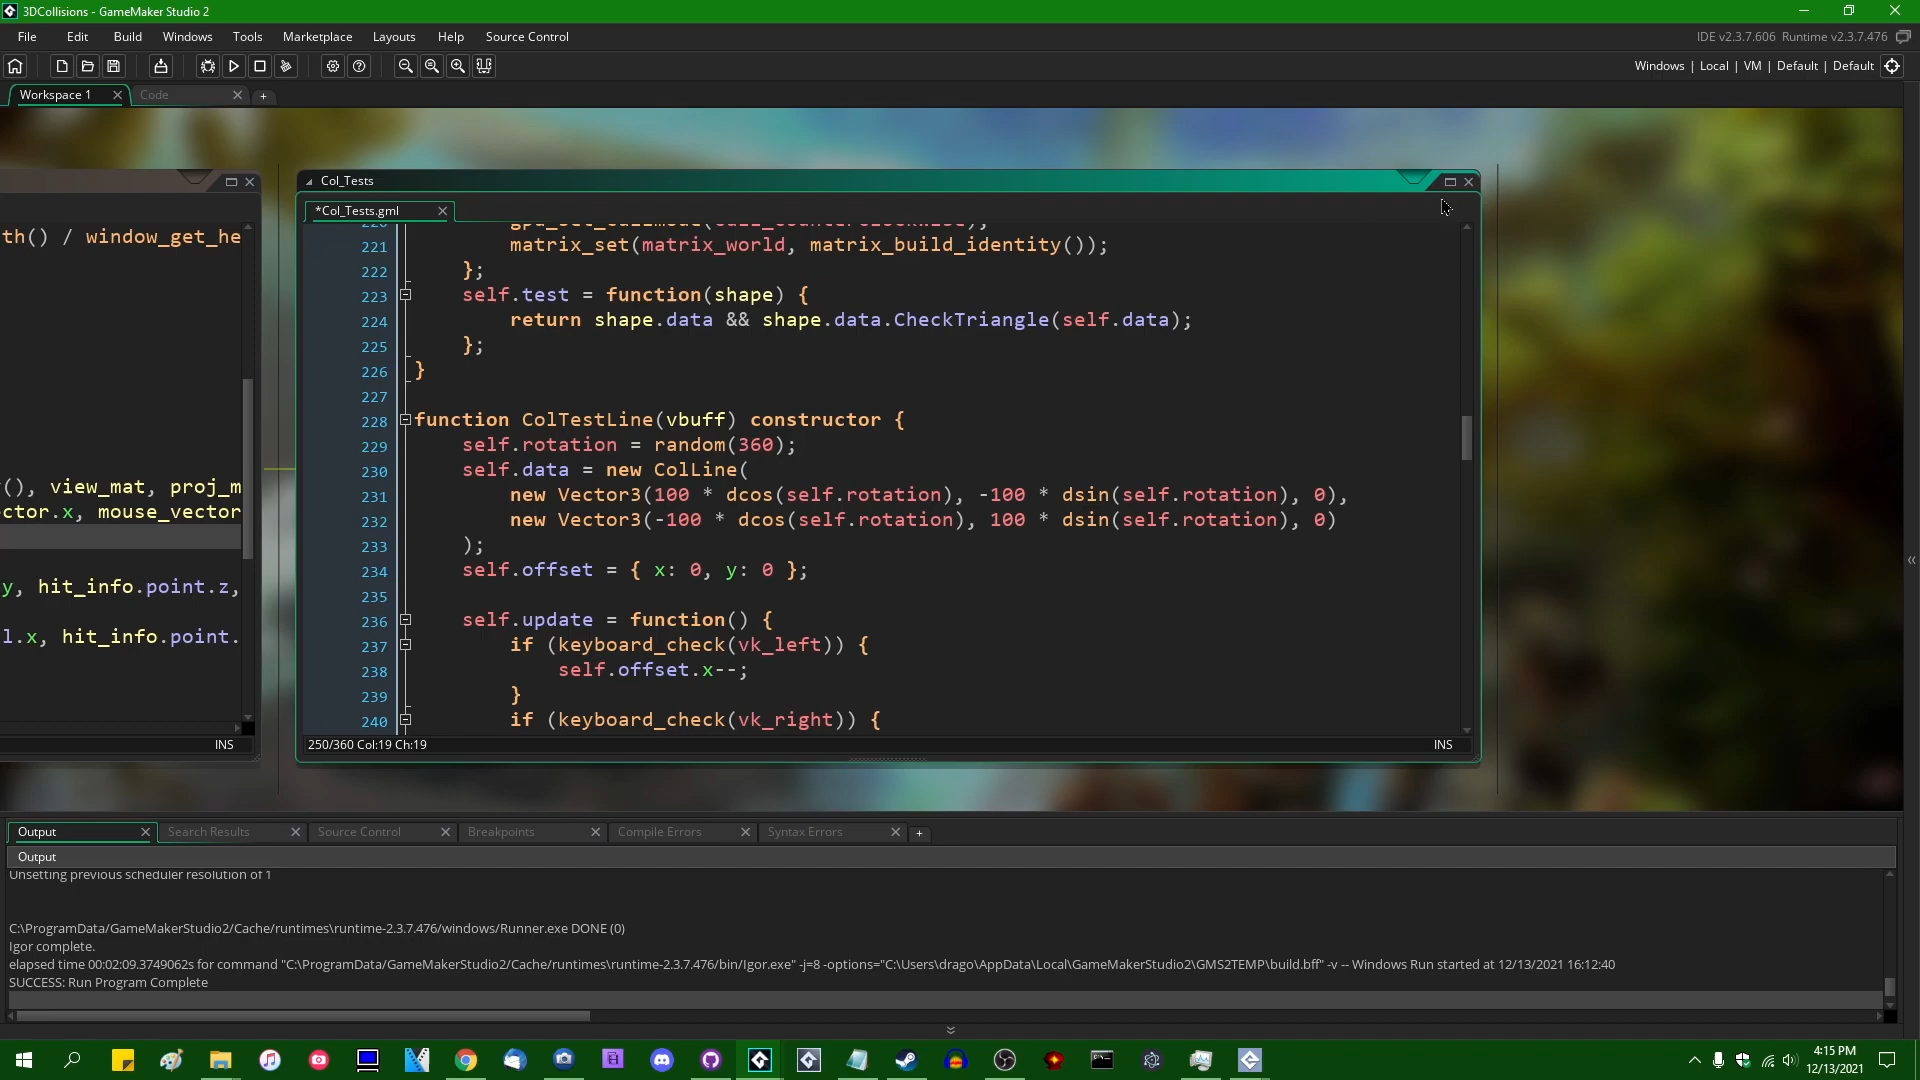 3DCollisions - GameMaker Studio 2
File Edit Build Windows Tools Marketplace Layouts Help Source Control
IDE v2.3.7.606 Runtime v2.3.7.476
Windows | Local | VM | Default | Default
Workspace 1
Code
Col_Tests
*Col_Tests.gml
th() / window_get_he
(), view_mat, proj_m
ctor.x, mouse_vector
y, hit_info.point.z,
l.x, hit_info.point.
INS
220 gpu_set_cullmode(cull_counterclockwise);
221 matrix_set(matrix_world, matrix_build_identity());
222 };
223 self.test = function(shape) {
224 return shape.data && shape.data.CheckTriangle(self.data);
225 };
226 }
227
228 function ColTestLine(vbuff) constructor {
229 self.rotation = random(360);
230 self.data = new ColLine(
231 new Vector3(100 * dcos(self.rotation), -100 * dsin(self.rotation), 0),
232 new Vector3(-100 * dcos(self.rotation), 100 * dsin(self.rotation), 0)
233 );
234 self.offset = { x: 0, y: 0 };
235
236 self.update = function() {
237 if (keyboard_check(vk_left)) {
238 self.offset.x--;
239 }
240 if (keyboard_check(vk_right)) {
250/360 Col:19 Ch:19
INS
Output
Search Results
Source Control
Breakpoints
Compile Errors
Syntax Errors
Output
Unsetting previous scheduler resolution of 1
C:\ProgramData/GameMakerStudio2/Cache/runtimes\runtime-2.3.7.476/windows/Runner.exe DONE (0)
Igor complete.
elapsed time 00:02:09.3749062s for command "C:\ProgramData/GameMakerStudio2/Cache/runtimes\runtime-2.3.7.476/bin/Igor.exe" -j=8 -options="C:\Users\drago\AppData\Local\GameMakerStudio2\GMS2TEMP\build.bff" -v -- Windows Run started at 12/13/2021 16:12:40
SUCCESS: Run Program Complete
4:15 PM
12/13/2021